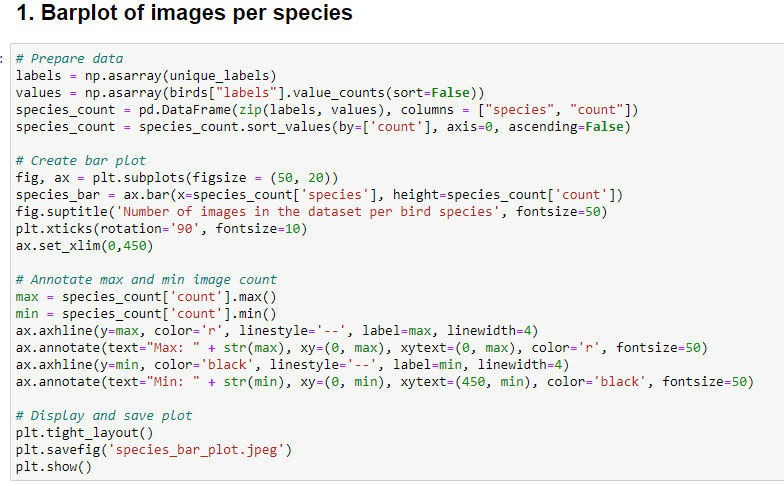 1. Barplot of images per species
# Prepare data
labels = np.asarray(unique_labels)
values = np.asarray(birds["labels"].value_counts(sort=False))
species_count = pd.DataFrame(zip(labels, values), columns = ["species", "count"])
species_count = species_count.sort_values(by=['count'], axis=0, ascending=False)
# Create bar plot
fig, ax = plt.subplots(figsize = (50, 20))
species_bar = ax.bar(x=species_count['species'], height=species_count['count'])
fig.suptitle('Number of images in the dataset per bird species', fontsize=50)
plt.xticks(rotation='90', fontsize=10)
ax.set_xlim(0,450)
# Annotate max and min image count
max = species_count['count'].max()
min = species_count['count'].min()
ax.axhline(y=max, color='r', linestyle='--', label=max, linewidth=4)
ax.annotate(text="Max: " + str(max), xy=(0, max), xytext=(0, max), color='r', fontsize=50)
ax.axhline(y=min, color='black', linestyle='--', label=min, linewidth=4)
ax.annotate(text="Min: " + str(min), xy=(0, min), xytext=(450, min), color='black', fontsize=50)
# Display and save plot
plt.tight_layout()
plt.savefig('species_bar_plot.jpeg')
plt.show()